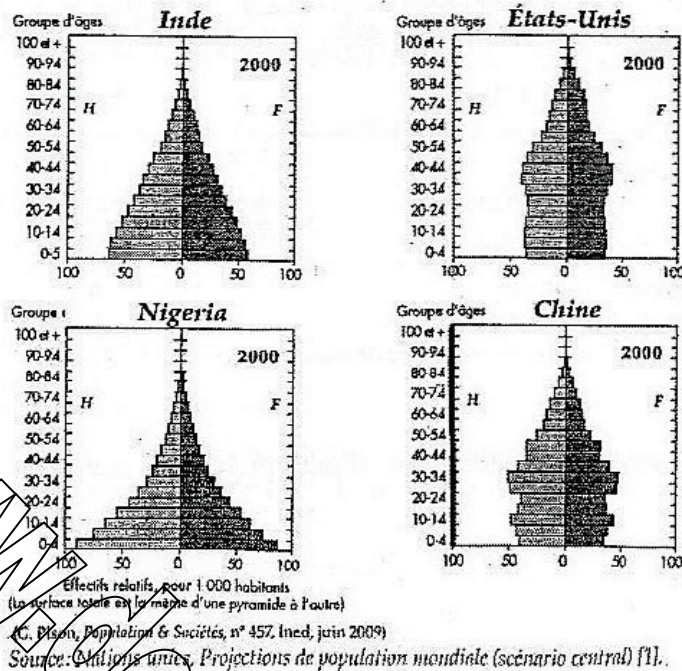 Groupe d'âges Inde
100 et +
90-94
80-84
70-74
60-64
50-54
40-44
30-34
20-24
10-14
0-5
2000
H F
100 50 0 50 100
Groupe d'âges États-Unis
100 et +
90-94
80-84
70-74
60-64
50-54
40-44
30-34
20-24
10-14
0-4
2000
H F
100 50 0 50 100
Groupe Nigeria
100 et +
90-94
80-84
70-74
60-64
50-54
40-44
30-34
20-24
10-14
0-4
2000
H F
100 50 0 50 100
Groupe d'âges Chine
100 et +
90-94
80-84
70-74
60-64
50-54
40-44
30-34
20-24
10-14
0-4
2000
H F
100 50 0 50 100
Effectifs relatifs, pour 1 000 habitants
(La surface totale est la même d'une pyramide à l'autre)
(G. Pison, Population & Sociétés, n° 457, Ined, juin 2009)
Source: Nations unies, Projections de population mondiale (scénario central) [1].